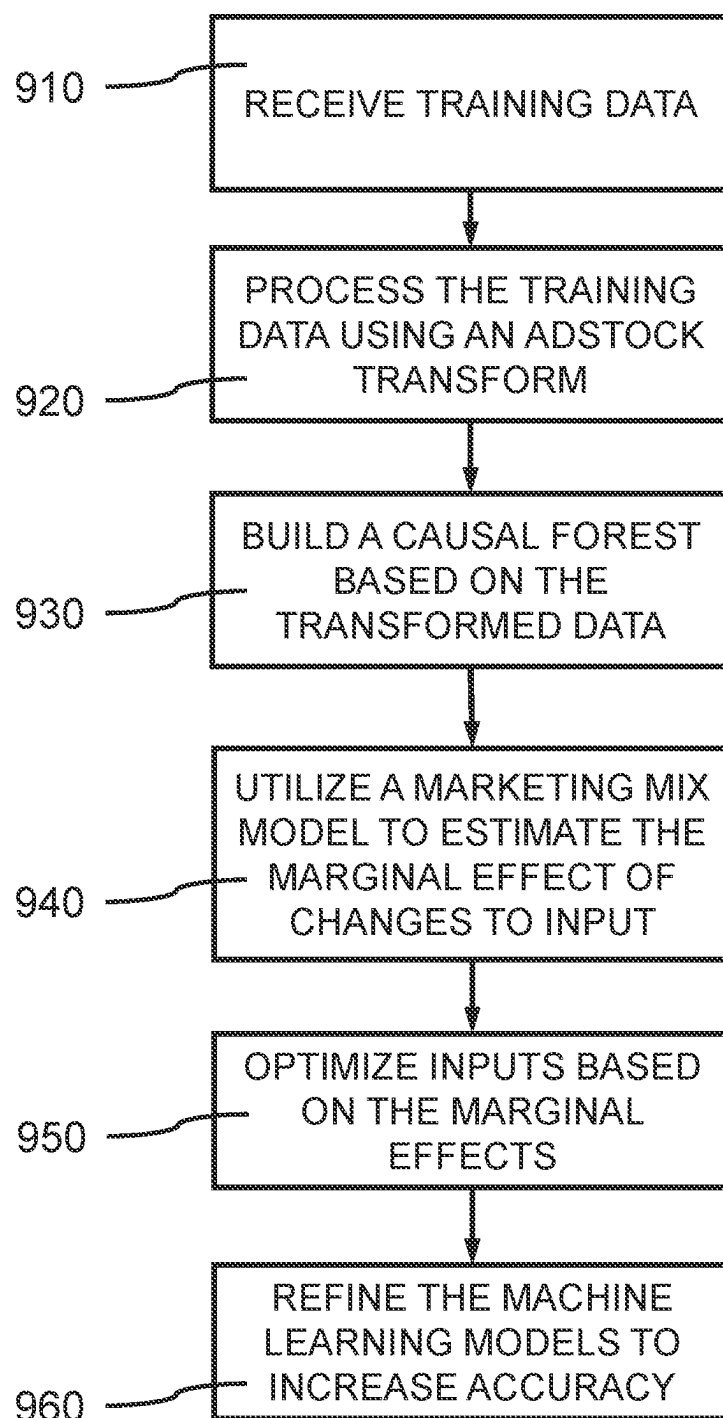 910
RECEIVE TRAINING DATA
PROCESS THE TRAINING
DATA USING AN ADSTOCK
TRANSFORM
920
BUILD A CAUSAL FOREST
BASED ON THE
TRANSFORMED DATA
930
UTILIZE A MARKETING MIX
MODEL TO ESTIMATE THE
MARGINAL EFFECT OF
CHANGES TO INPUT
940
OPTIMIZE INPUTS BASED
ON THE MARGINAL
EFFECTS
950
REFINE THE MACHINE
LEARNING MODELS TO
INCREASE ACCURACY
960